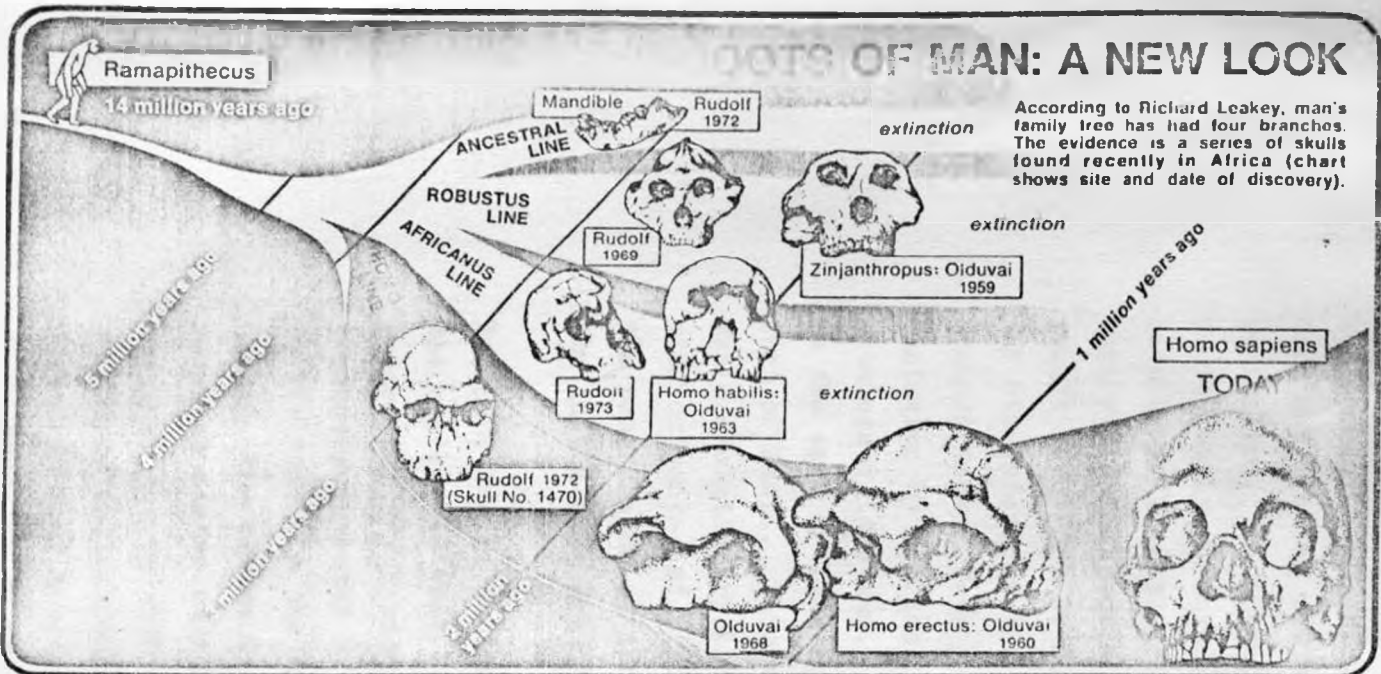 OF MAN: A NEW LOOK
According to Richard Leakey, man's
family tree has had four branches.
The evidence is a series of skulls
found recently in Africa (chart
shows site and date of discovery).
Ramapithecus
14 million years ago
Mandible
Rudolf
1972
ANCESTRAL
LINE
extinction
ROBUSTUS
LINE
Rudolf
1969
Zinjanthropus: Olduvai
1959
extinction
AFRICANUS
LINE
Rudolf
1973
Homo habilis:
Olduvai
1963
extinction
Rudolf 1972
(Skull No. 1470)
Olduvai
1968
Homo erectus: Olduvai
1960
Homo sapiens
TODAY
5 million years ago
4 million years ago
million years ago
2 million
years ago
1 million years ago